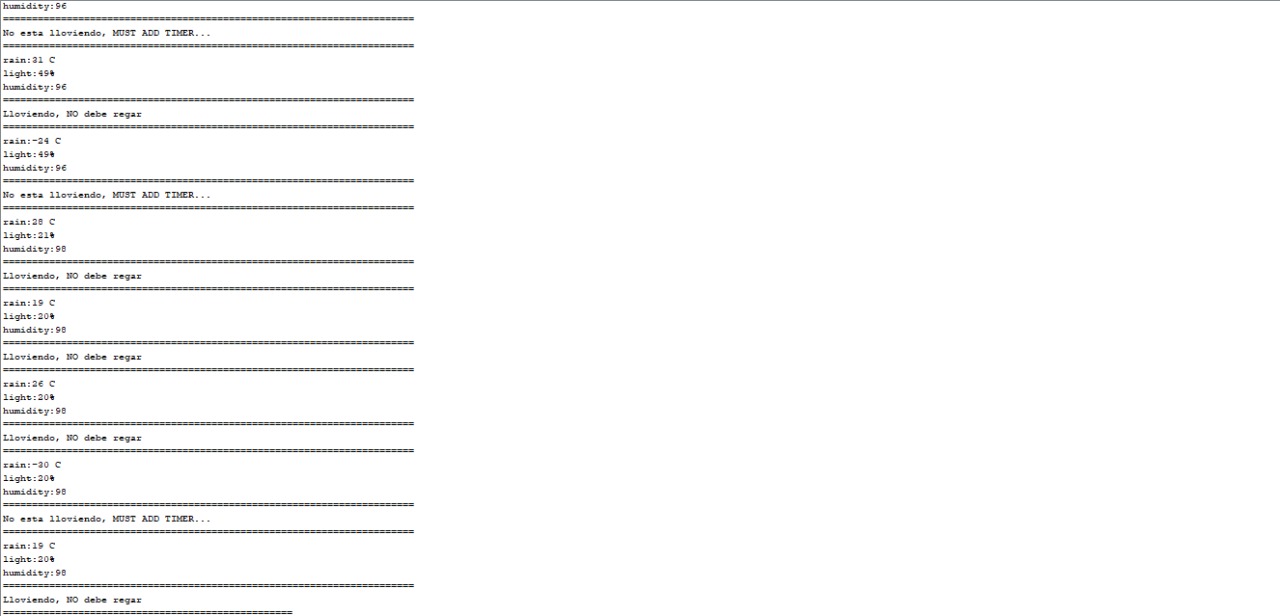 humidity:96
======================================================================
No esta lloviendo, MUST ADD TIMER...
======================================================================
rain:31 C
light:49%
humidity:96
======================================================================
Lloviendo, NO debe regar
======================================================================
rain:-24 C
light:49%
humidity:96
======================================================================
No esta lloviendo, MUST ADD TIMER...
======================================================================
rain:28 C
light:21%
humidity:98
======================================================================
Lloviendo, NO debe regar
======================================================================
rain:19 C
light:20%
humidity:98
======================================================================
Lloviendo, NO debe regar
======================================================================
rain:26 C
light:20%
humidity:98
======================================================================
Lloviendo, NO debe regar
======================================================================
rain:-30 C
light:20%
humidity:98
======================================================================
No esta lloviendo, MUST ADD TIMER...
======================================================================
rain:19 C
light:20%
humidity:98
======================================================================
Lloviendo, NO debe regar
==================================================